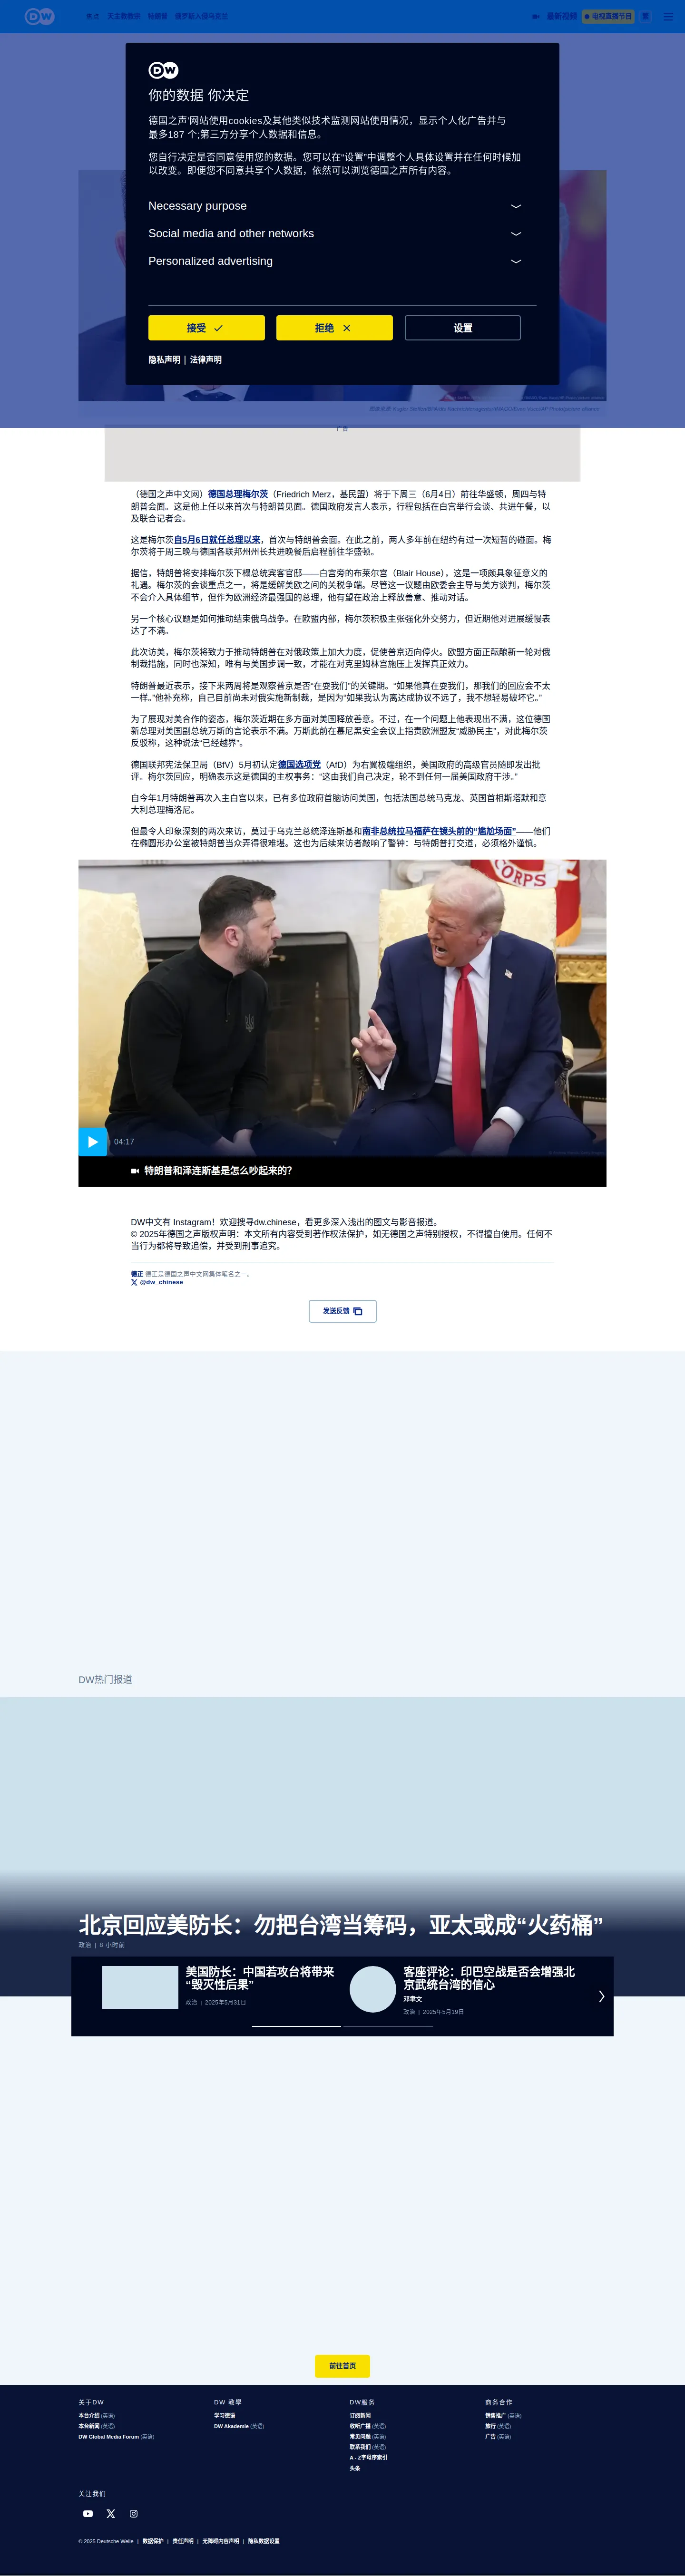 DW
焦点
最新视频
电视直播节目
繁
DW
你的数据 你决定
德国之声'网站使用cookies及其他类似技术监测网站使用情况，显示个人化广告并与
最多187 个;第三方分享个人数据和信息。
您自行决定是否同意使用您的数据。您可以在“设置”中调整个人具体设置并在任何时候加
以改变。即便您不同意共享个人数据，依然可以浏览德国之声所有内容。
Necessary purpose
Social media and other networks
Personalized advertising
接受
拒绝
设置
隐私声明 | 法律声明
广告
（德国之声中文网）德国总理梅尔茨（Friedrich Merz，基民盟）将于下周三（6月4日）前往华盛顿，周四与特
朗普会面。这是他上任以来首次与特朗普见面。德国政府发言人表示，行程包括在白宫举行会谈、共进午餐，以
及联合记者会。
这是梅尔茨自5月6日就任总理以来，首次与特朗普会面。在此之前，两人多年前在纽约有过一次短暂的碰面。梅
尔茨将于周三晚与德国各联邦州州长共进晚餐后启程前往华盛顿。
据信，特朗普将安排梅尔茨下榻总统宾客官邸——白宫旁的布莱尔宫（Blair House），这是一项颇具象征意义的
礼遇。梅尔茨的会谈重点之一，将是缓解美欧之间的关税争端。尽管这一议题由欧委会主导与美方谈判，梅尔茨
不会介入具体细节，但作为欧洲经济最强国的总理，他有望在政治上释放善意、推动对话。
另一个核心议题是如何推动结束俄乌战争。在欧盟内部，梅尔茨积极主张强化外交努力，但近期他对进展缓慢表
达了不满。
此次访美，梅尔茨将致力于推动特朗普在对俄政策上加大力度，促使普京迈向停火。欧盟方面正酝酿新一轮对俄
制裁措施，同时也深知，唯有与美国步调一致，才能在对克里姆林宫施压上发挥真正效力。
特朗普最近表示，接下来两周将是观察普京是否“在耍我们”的关键期。“如果他真在耍我们，那我们的回应会不太
一样。”他补充称，自己目前尚未对俄实施新制裁，是因为“如果我认为离达成协议不远了，我不想轻易破坏它。”
为了展现对美合作的姿态，梅尔茨近期在多方面对美国释放善意。不过，在一个问题上他表现出不满，这位德国
新总理对美国副总统万斯的言论表示不满。万斯此前在慕尼黑安全会议上指责欧洲盟友“威胁民主”，对此梅尔茨
反驳称，这种说法“已经越界”。
德国联邦宪法保卫局（BfV）5月初认定德国选项党（AfD）为右翼极端组织，美国政府的高级官员随即发出批
评。梅尔茨回应，明确表示这是德国的主权事务：“这由我们自己决定，轮不到任何一届美国政府干涉。”
自今年1月特朗普再次入主白宫以来，已有多位政府首脑访问美国，包括法国总统马克龙、英国首相斯塔默和意
大利总理梅洛尼。
但最令人印象深刻的两次来访，莫过于乌克兰总统泽连斯基和南非总统拉马福萨在镜头前的“尴尬场面”——他们
在椭圆形办公室被特朗普当众弄得很难堪。这也为后续来访者敲响了警钟：与特朗普打交道，必须格外谨慎。
CORPS
04:17
特朗普和泽连斯基是怎么吵起来的？
DW中文有 Instagram！欢迎搜寻dw.chinese，看更多深入浅出的图文与影音报道。
© 2025年德国之声版权声明：本文所有内容受到著作权法保护，如无德国之声特别授权，不得擅自使用。任何不
当行为都将导致追偿，并受到刑事追究。
德正 德正是德国之声中文网集体笔名之一。
@dw_chinese
发送反馈
DW热门报道
北京回应美防长：勿把台湾当筹码，亚太或成“火药桶”
政治 | 8 小时前
美国防长：中国若攻台将带来
“毁灭性后果”
政治 | 2025年5月31日
客座评论：印巴空战是否会增强北
京武统台湾的信心
邓聿文
政治 | 2025年5月19日
前往首页
关于DW
本台介绍 (英语)
本台新闻 (英语)
DW Global Media Forum (英语)
DW 教學
学习德语
DW Akademie (英语)
DW服务
订阅新闻
收听广播 (英语)
常见问题 (英语)
联系我们 (英语)
A - Z字母序索引
头条
商务合作
销售推广 (英语)
旅行 (英语)
广告 (英语)
关注我们
© 2025 Deutsche Welle | 数据保护 | 责任声明 | 无障碍内容声明 | 隐私数据设置